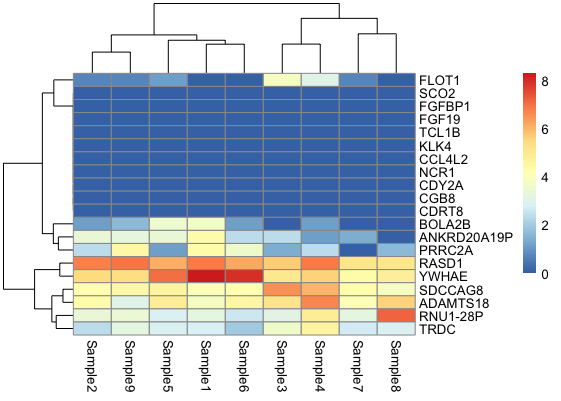 FLOT1
SCO2
FGFBP1
FGF19
TCL1B
KLK4
CCL4L2
NCR1
CDY2A
CGB8
CDRT8
BOLA2B
ANKRD20A19P
PRRC2A
RASD1
YWHAE
SDCCAG8
ADAMTS18
RNU1-28P
TRDC
Sample2
Sample9
Sample5
Sample1
Sample6
Sample3
Sample4
Sample7
Sample8
8
6
4
2
0